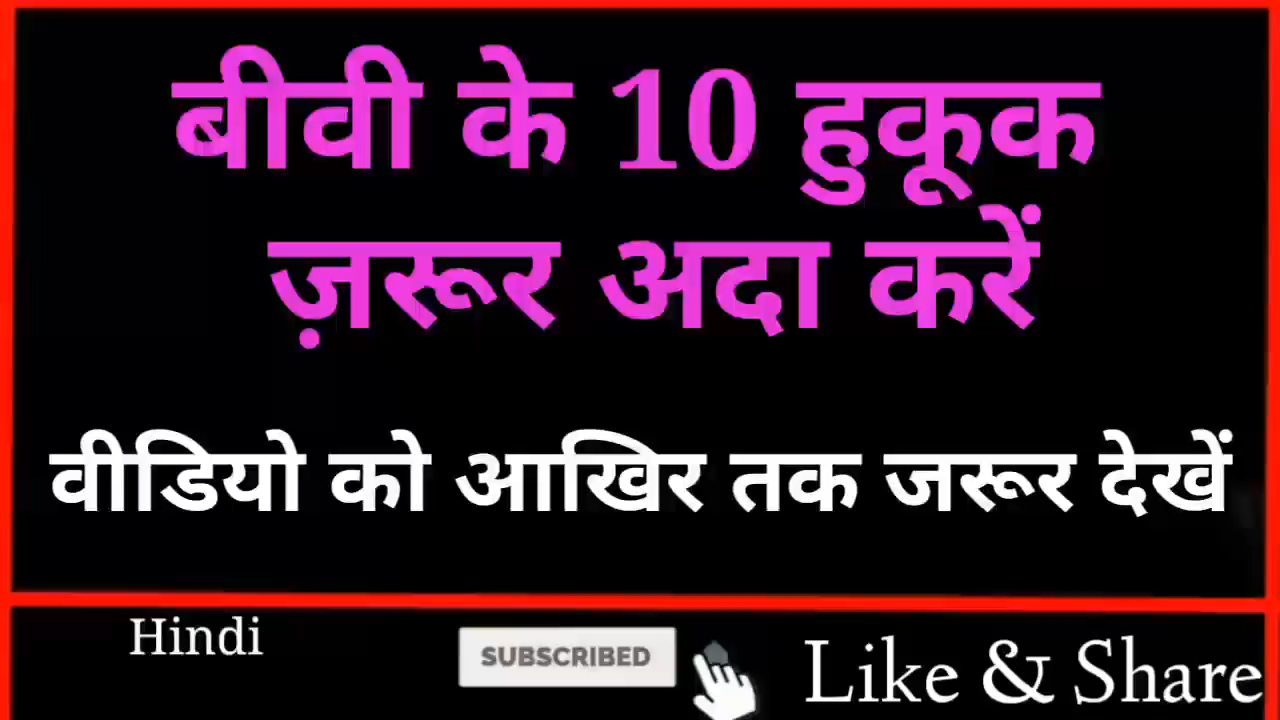 बीवी के 10 हुकूक
ज़रूर अदा करें
वीडियो को आखिर तक जरूर देखें
Hindi
SUBSCRIBED
Like & Share